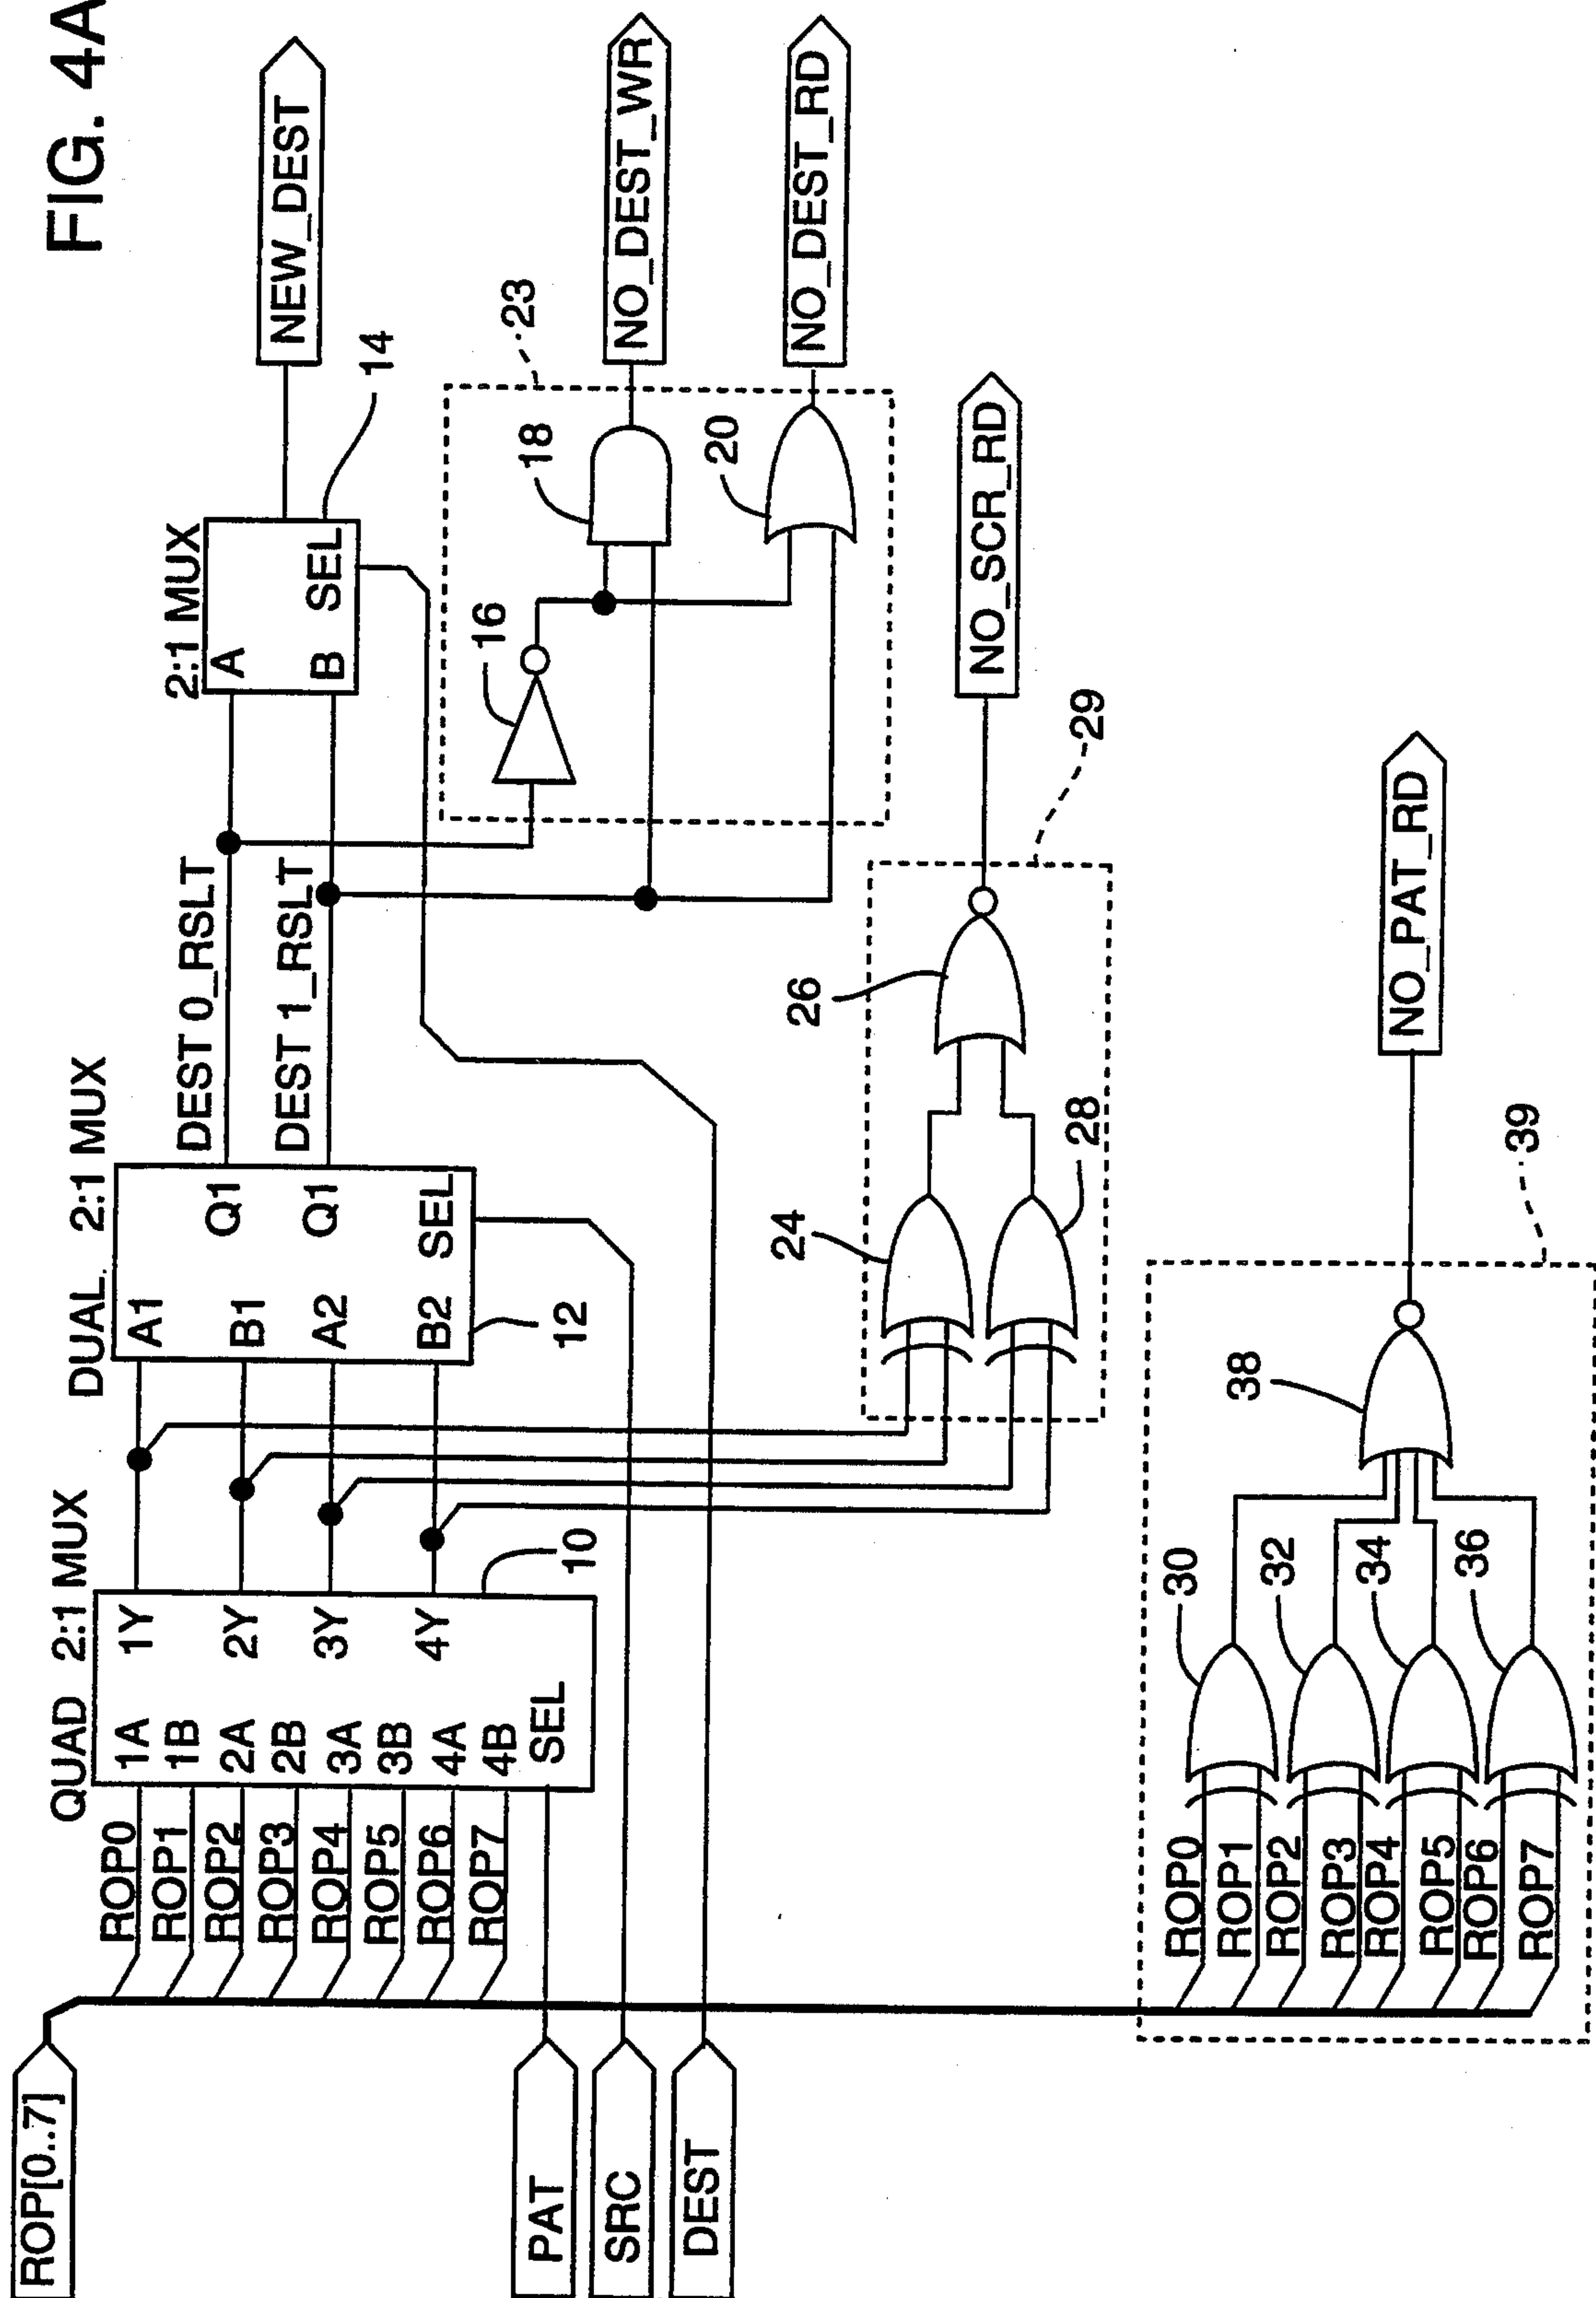 FIG. 4A
ROP[0..7]
PAT
SRC
DEST
QUAD 2:1 MUX
ROP0
ROP1
ROP2
ROP3
ROP4
ROP5
ROP6
ROP7
1A
1B
2A
2B
3A
3B
4A
4B
SEL
1Y
2Y
3Y
4Y
10
DUAL 2:1 MUX
A1
B1
A2
B2
Q1
Q1
SEL
12
DEST 0_RSLT
DEST 1_RSLT
2:1 MUX
A
B
SEL
14
NEW_DEST
16
18
20
23
NO_DEST_WR
NO_DEST_RD
24
26
28
29
NO_SCR_RD
ROP0
ROP1
ROP2
ROP3
ROP4
ROP5
ROP6
ROP7
30
32
34
36
38
39
NO_PAT_RD